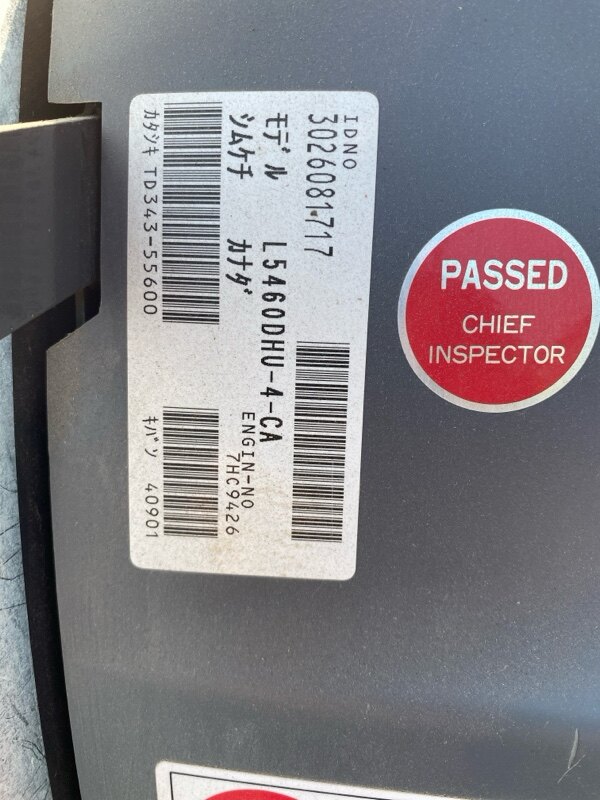 IDNO
3026081717
モデル L5460DHU-4-CA
シムケチ カナダ
ENGIN-NO
7HC9426
カタシキ TD343-55600
キバン 40901
PASSED
CHIEF
INSPECTOR